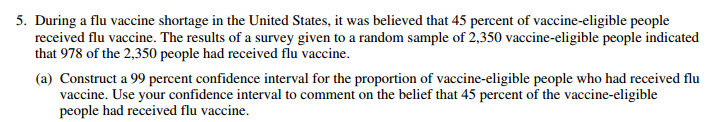 5. During a flu vaccine shortage in the United States, it was believed that 45 percent of vaccine-eligible people
received flu vaccine. The results of a survey given to a random sample of 2,350 vaccine-eligible people indicated
that 978 of the 2,350 people had received flu vaccine.
(a) Construct a 99 percent confidence interval for the proportion of vaccine-eligible people who had received flu
vaccine. Use your confidence interval to comment on the belief that 45 percent of the vaccine-eligible
people had received flu vaccine.